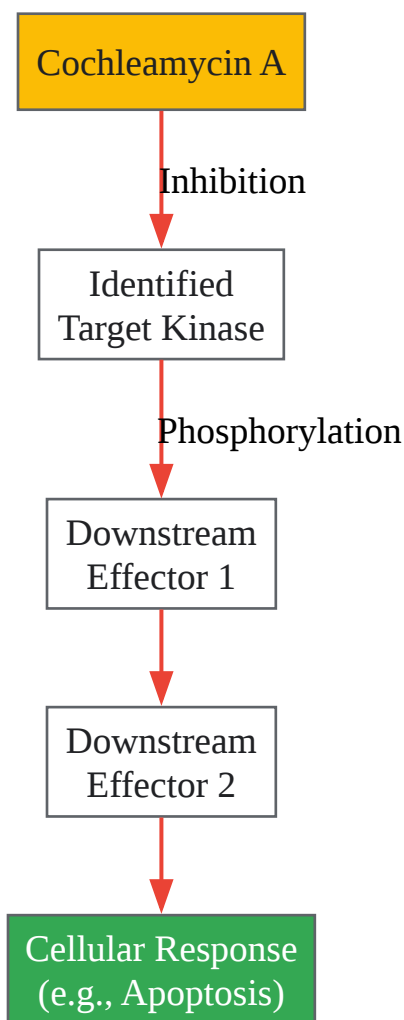 Cochleamycin A
Inhibition
Identified
Target Kinase
Phosphorylation
Downstream
Effector 1
Downstream
Effector 2
Cellular Response
(e.g., Apoptosis)